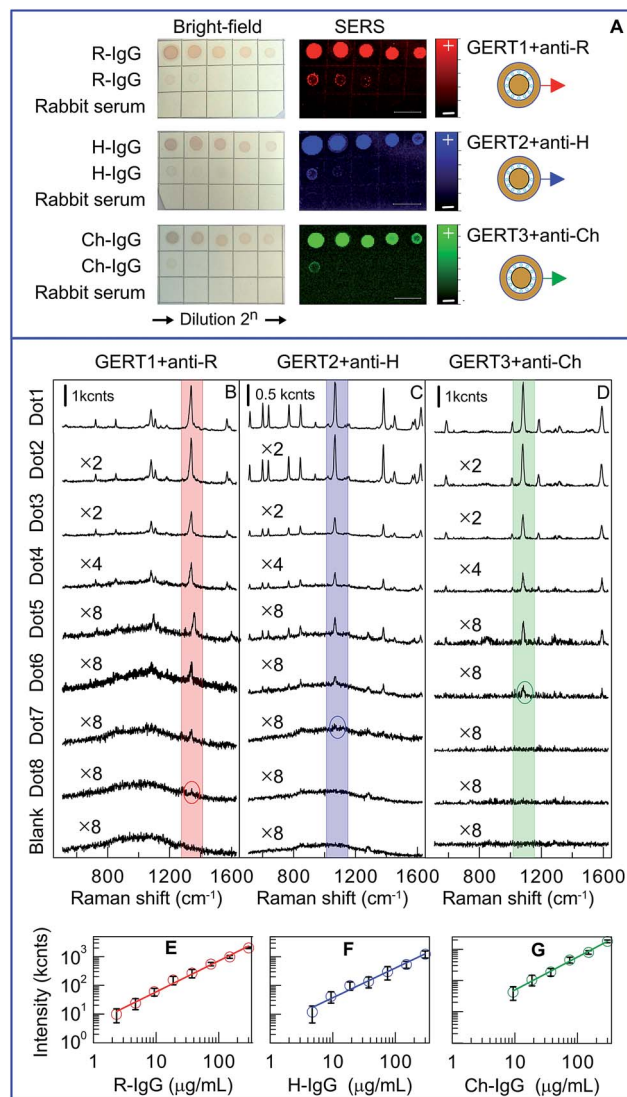 Bright-field SERS A
R-IgG + GERT1+anti-R
R-IgG
Rabbit serum −
H-IgG + GERT2+anti-H
H-IgG
Rabbit serum −
Ch-IgG + GERT3+anti-Ch
Ch-IgG
Rabbit serum −
→ Dilution 2ⁿ →
GERT1+anti-R GERT2+anti-H GERT3+anti-Ch
Dot1 1kcnts B 0.5 kcnts C 1kcnts D
Dot2 ×2 ×2 ×2
Dot3 ×2 ×2 ×2
Dot4 ×4 ×4 ×4
Dot5 ×8 ×8 ×8
Dot6 ×8 ×8 ×8
Dot7 ×8 ×8 ×8
Dot8 ×8 ×8 ×8
Blank ×8 ×8 ×8
800 1200 1600 800 1200 1600 800 1200 1600
Raman shift (cm⁻¹) Raman shift (cm⁻¹) Raman shift (cm⁻¹)
E F G
Intensity (kcnts)
10³
10²
10¹
10⁰
1 10 100 1 10 100 1 10 100
R-IgG (μg/mL) H-IgG (μg/mL) Ch-IgG (μg/mL)